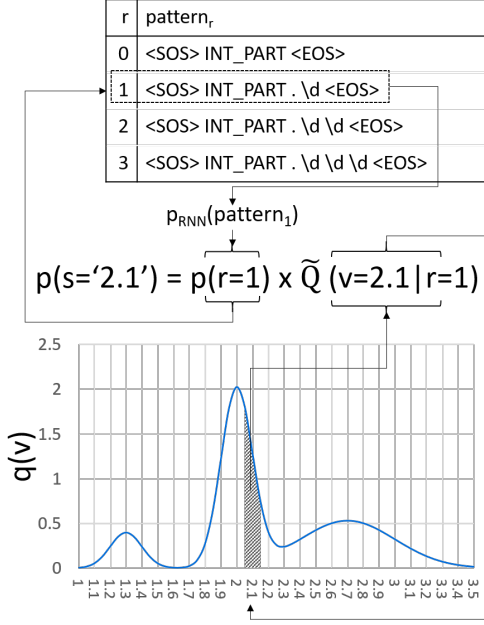 r pattern_r
0 <SOS> INT_PART <EOS>
1 <SOS> INT_PART . \d <EOS>
2 <SOS> INT_PART . \d \d <EOS>
3 <SOS> INT_PART . \d \d \d <EOS>
p_RNN(pattern_1)
p(s=‘2.1’) = p(r=1) x Q̃ (v=2.1|r=1)
2.5
2
1.5
1
0.5
0
q(v)
1 1.1 1.2 1.3 1.4 1.5 1.6 1.7 1.8 1.9 2 2.1 2.2 2.3 2.4 2.5 2.6 2.7 2.8 2.9 3 3.1 3.2 3.3 3.4 3.5